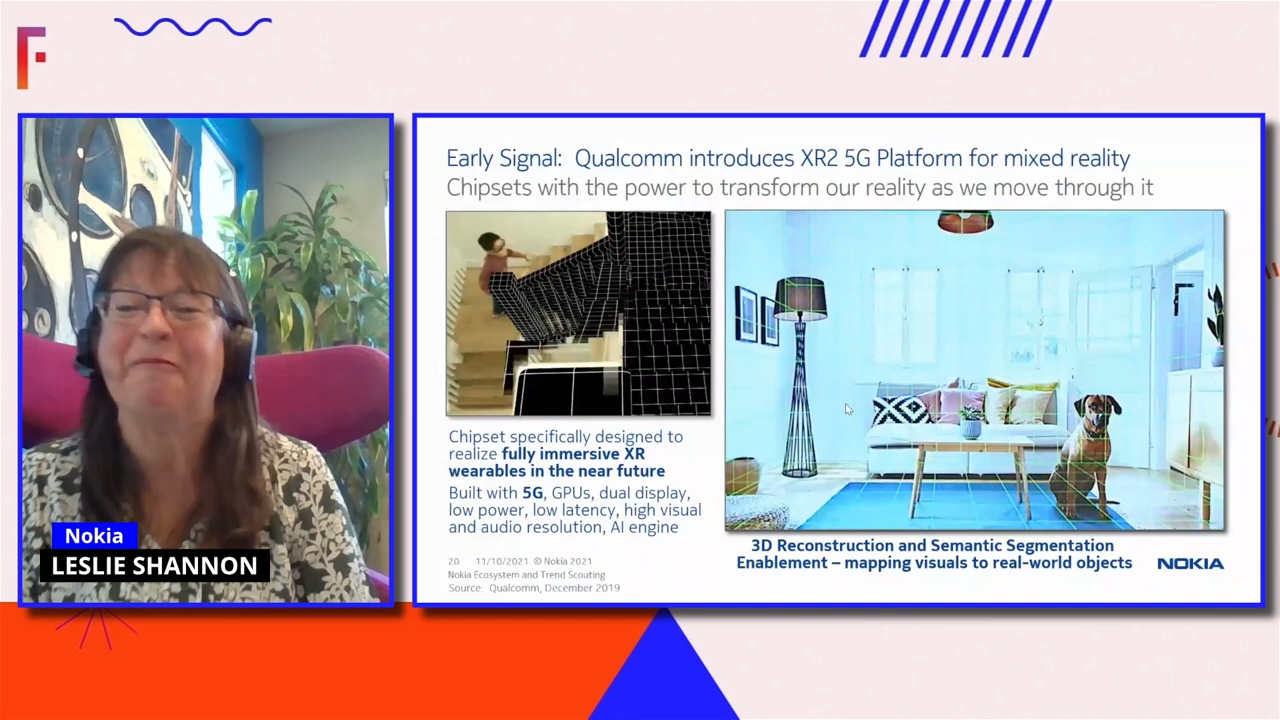 Nokia
LESLIE SHANNON
Early Signal: Qualcomm introduces XR2 5G Platform for mixed reality
Chipsets with the power to transform our reality as we move through it
Chipset specifically designed to
realize fully immersive XR
wearables in the near future
Built with 5G, GPUs, dual display,
low power, low latency, high visual
and audio resolution, AI engine
3D Reconstruction and Semantic Segmentation
Enablement – mapping visuals to real-world objects
NOKIA
20 11/10/2021 © Nokia 2021
Nokia Ecosystem and Trend Scouting
Source: Qualcomm, December 2019